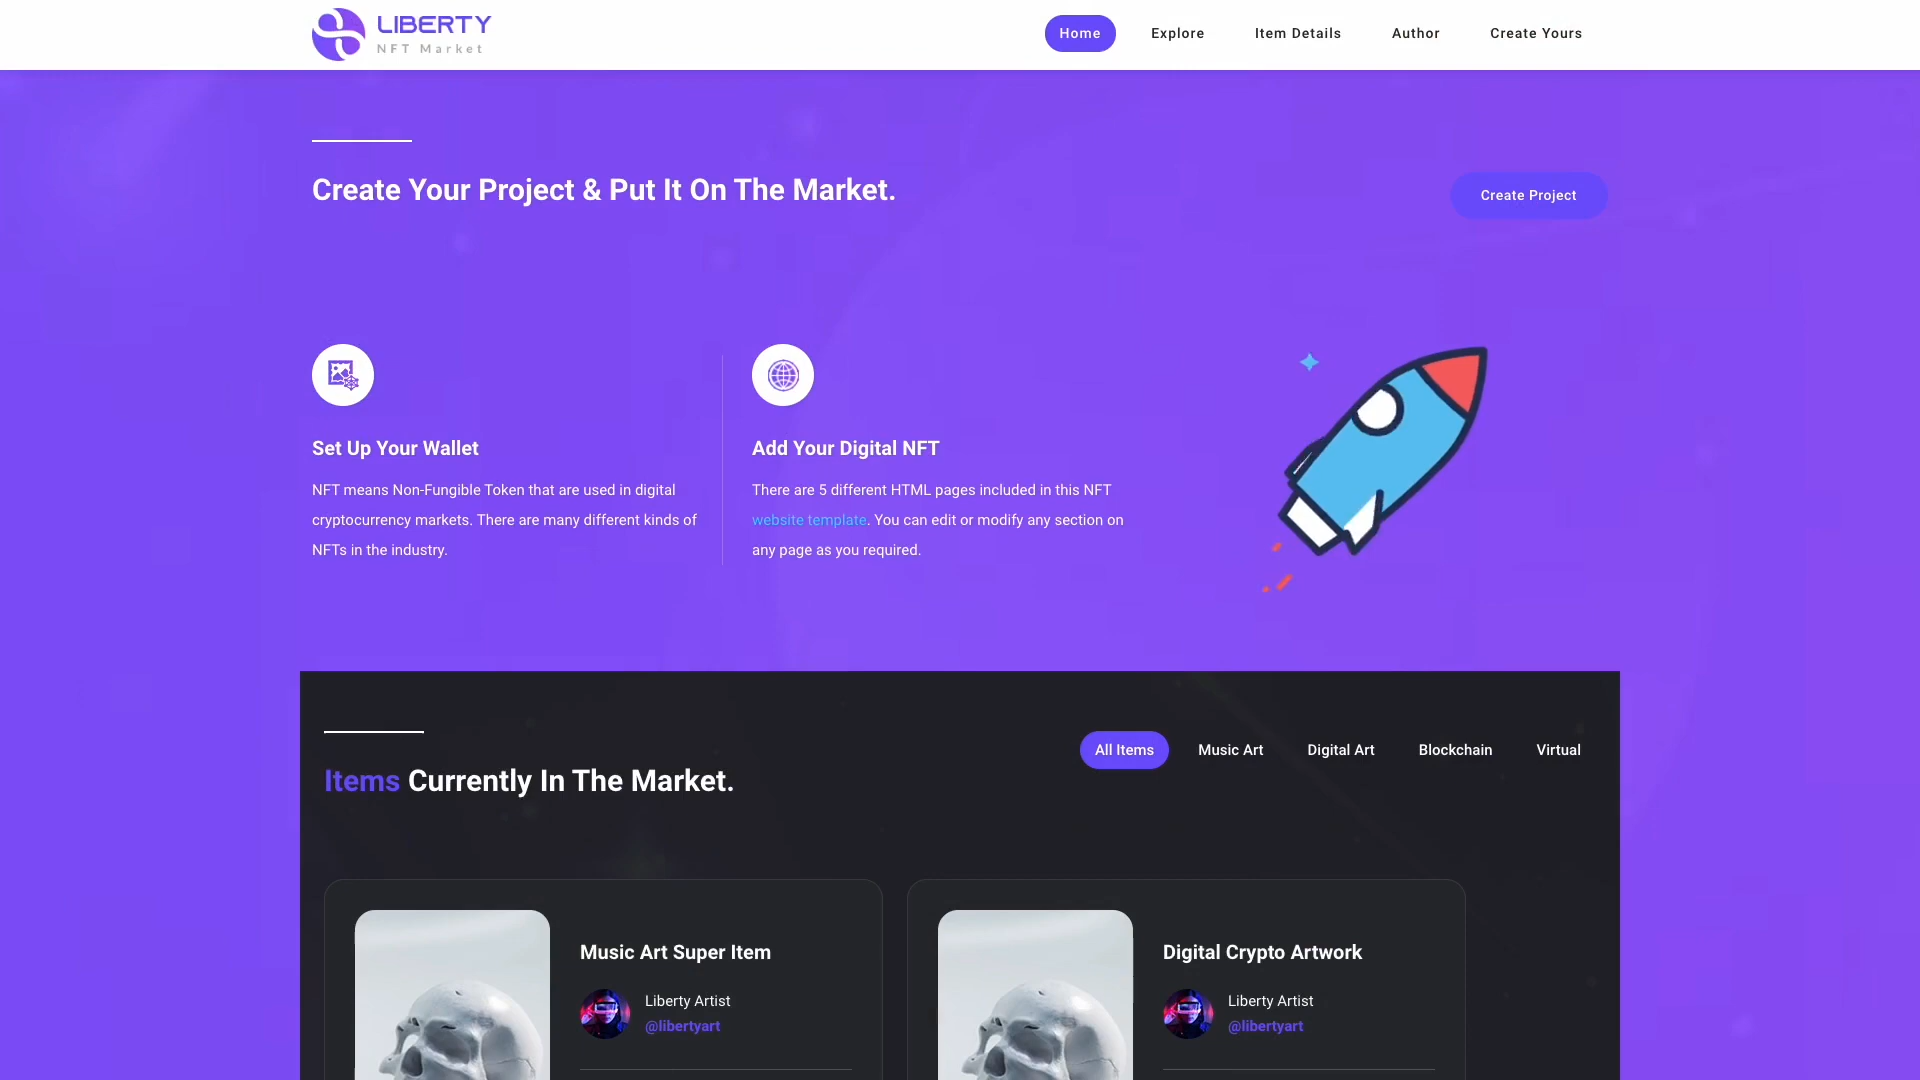 LIBERTY
NFT Market
Home
Explore
Item Details
Author
Create Yours
Create Your Project & Put It On The Market.
Create Project
Set Up Your Wallet
NFT means Non-Fungible Token that are used in digital
cryptocurrency markets. There are many different kinds of
NFTs in the industry.
Add Your Digital NFT
There are 5 different HTML pages included in this NFT
website template. You can edit or modify any section on
any page as you required.
Items Currently In The Market.
All Items
Music Art
Digital Art
Blockchain
Virtual
Music Art Super Item
Liberty Artist
@libertyart
Digital Crypto Artwork
Liberty Artist
@libertyart